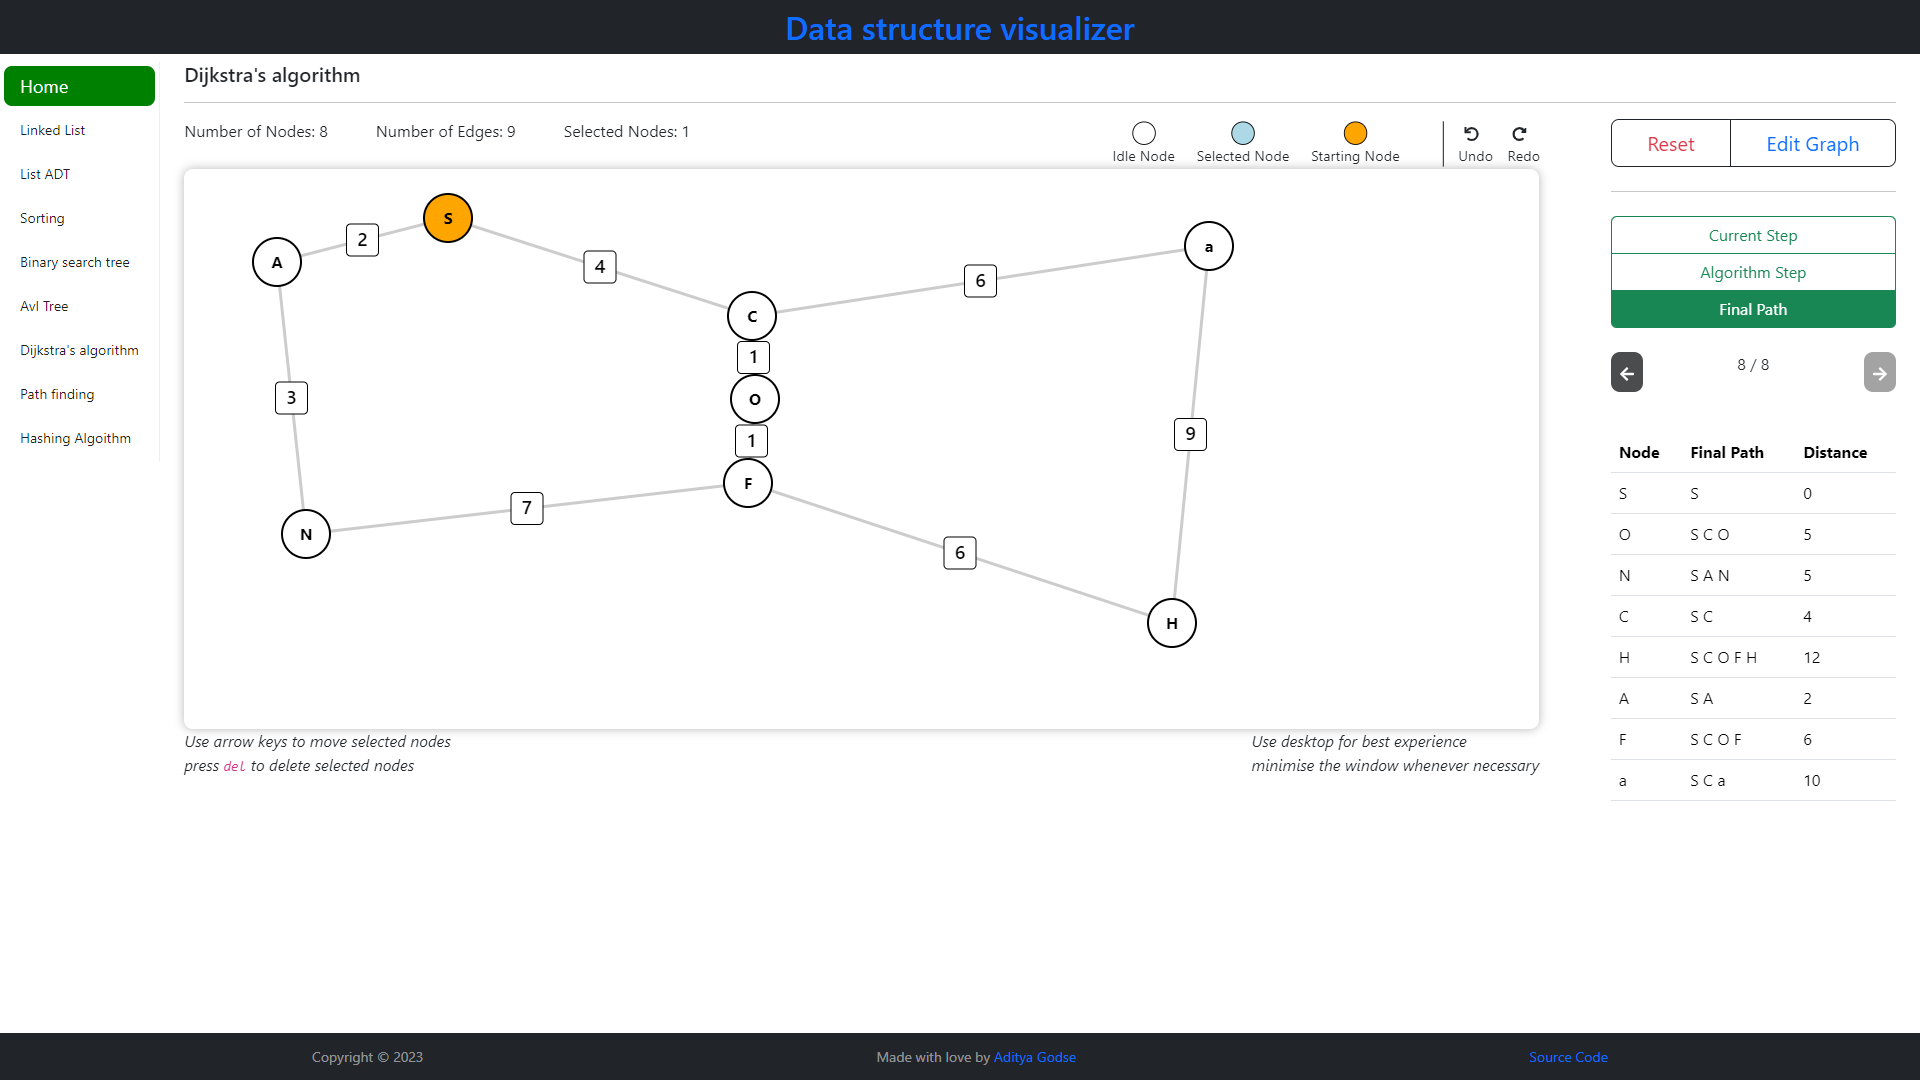 Data structure visualizer
Home
Linked List
List ADT
Sorting
Binary search tree
Avl Tree
Dijkstra's algorithm
Path finding
Hashing Algoithm
Dijkstra's algorithm
Number of Nodes: 8 Number of Edges: 9 Selected Nodes: 1
Idle Node Selected Node Starting Node Undo Redo
S
2
A
4
a
6
C
1
3
O
1
9
F
7
N
6
H
Use arrow keys to move selected nodes
press del to delete selected nodes
Use desktop for best experience
minimise the window whenever necessary
Reset Edit Graph
Current Step
Algorithm Step
Final Path
8 / 8
Node Final Path Distance
S S 0
O S C O 5
N S A N 5
C S C 4
H S C O F H 12
A S A 2
F S C O F 6
a S C a 10
Copyright © 2023 Made with love by Aditya Godse Source Code